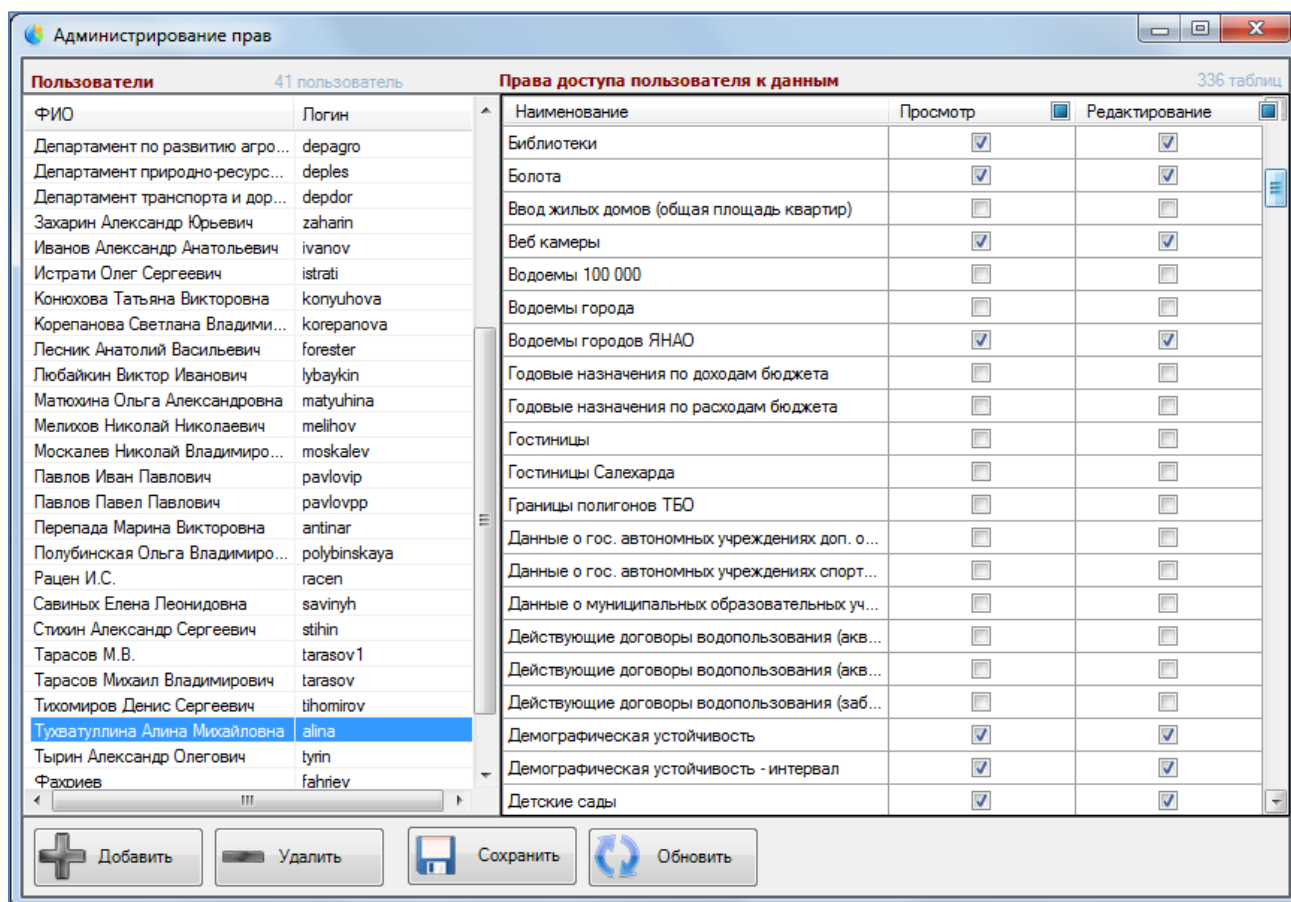 Администрирование прав
Пользователи 41 пользователь
ФИО Логин
Департамент по развитию агро... depagro
Департамент природно-ресурс... deples
Департамент транспорта и дор... depdor
Захарин Александр Юрьевич zaharin
Иванов Александр Анатольевич ivanov
Истрати Олег Сергеевич istrati
Конюхова Татьяна Викторовна konyuhova
Корепанова Светлана Владими... korepanova
Лесник Анатолий Васильевич forester
Любайкин Виктор Иванович lybaykin
Матюхина Ольга Александровна matyuhina
Мелихов Николай Николаевич melihov
Москалев Николай Владимиро... moskalev
Павлов Иван Павлович pavlovip
Павлов Павел Павлович pavlovpp
Перепада Марина Викторовна antinar
Полубинская Ольга Владимиро... polybinskaya
Рацен И.С. racen
Савиных Елена Леонидовна savinyh
Стихин Александр Сергеевич stihin
Тарасов М.В. tarasov1
Тарасов Михаил Владимирович tarasov
Тихомиров Денис Сергеевич tihomirov
Тухватуллина Алина Михайловна alina
Тырин Александр Олегович tyrin
Фахриев fahriev
Права доступа пользователя к данным 336 таблиц
Наименование Просмотр Редактирование
Библиотеки
Болота
Ввод жилых домов (общая площадь квартир)
Веб камеры
Водоемы 100 000
Водоемы города
Водоемы городов ЯНАО
Годовые назначения по доходам бюджета
Годовые назначения по расходам бюджета
Гостиницы
Гостиницы Салехарда
Границы полигонов ТБО
Данные о гос. автономных учреждениях доп. о...
Данные о гос. автономных учреждениях спорт...
Данные о муниципальных образовательных уч...
Действующие договоры водопользования (акв...
Действующие договоры водопользования (акв...
Действующие договоры водопользования (заб...
Демографическая устойчивость
Демографическая устойчивость - интервал
Детские сады
Добавить Удалить Сохранить Обновить